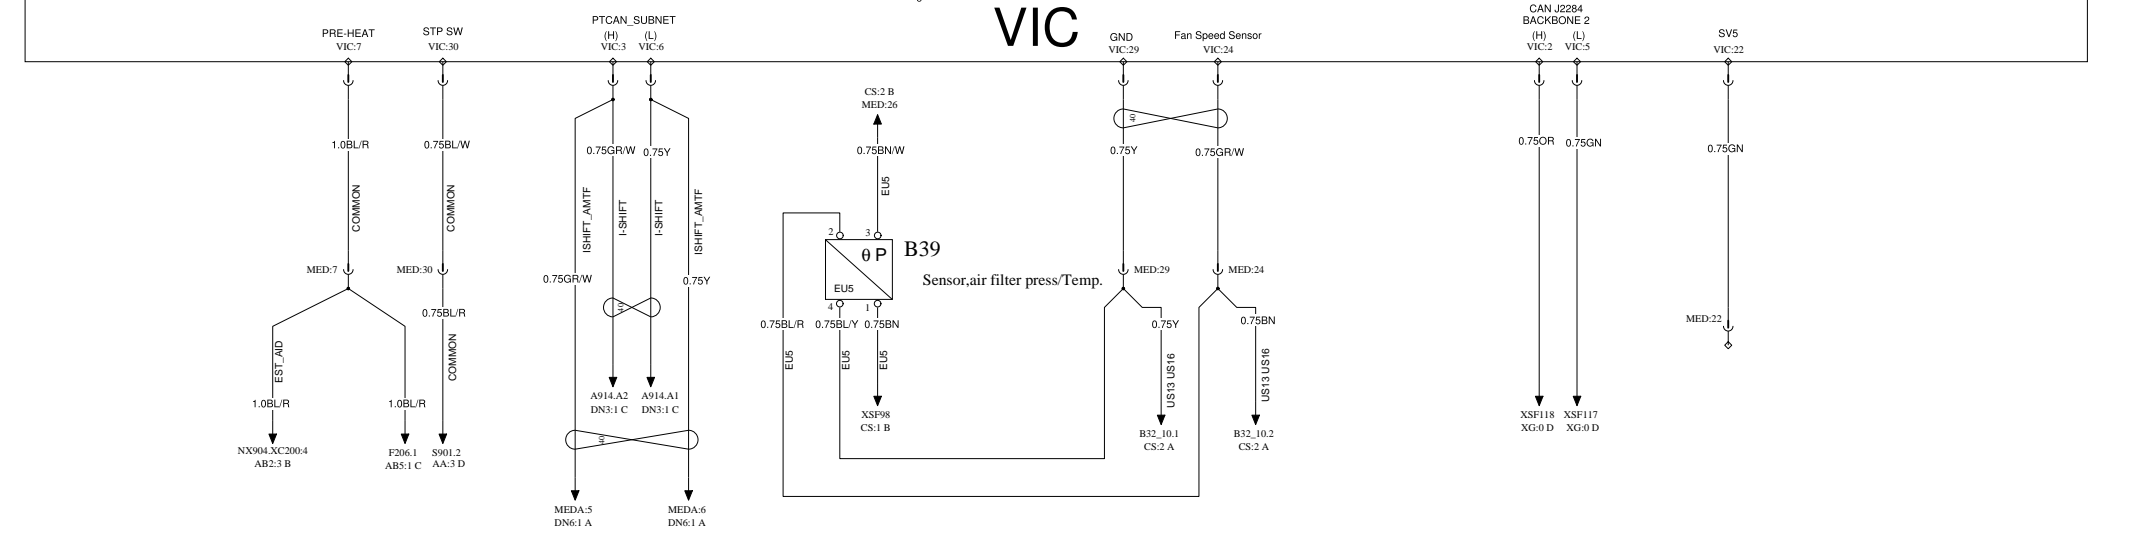 VIC
PRE-HEAT
VIC:7
STP SW
VIC:30
PTCAN_SUBNET
(H)
VIC:3
(L)
VIC:6
GND
VIC:29
Fan Speed Sensor
VIC:24
CAN J2284
BACKBONE 2
(H)
VIC:2
(L)
VIC:5
SV5
VIC:22
1.0BL/R
COMMON
MED:7
EST_AID
1.0BL/R
NX904.XC200:4
AB2:3 B
1.0BL/R
F206.1
AB5:1 C
0.75BL/W
COMMON
MED:30
0.75BL/R
COMMON
S901.2
AA:3 D
0.75GR/W
0.75Y
ISHIFT_AMTF
I-SHIFT
I-SHIFT
ISHIFT_AMTF
0.75GR/W
0.75Y
40
A914.A2
DN3:1 C
A914.A1
DN3:1 C
40
MEDA:5
DN6:1 A
MEDA:6
DN6:1 A
CS:2 B
MED:26
0.75BN/W
EU5
2
3
θ P
EU5
B39
Sensor,air filter press/Temp.
4
1
0.75BL/R
0.75BL/Y
0.75BN
EU5
EU5
EU5
XSF98
CS:1 B
40
0.75Y
0.75GR/W
MED:29
MED:24
0.75Y
US13 US16
B32_10.1
CS:2 A
0.75BN
US13 US16
B32_10.2
CS:2 A
0.75OR
0.75GN
XSF118
XG:0 D
XSF117
XG:0 D
0.75GN
MED:22